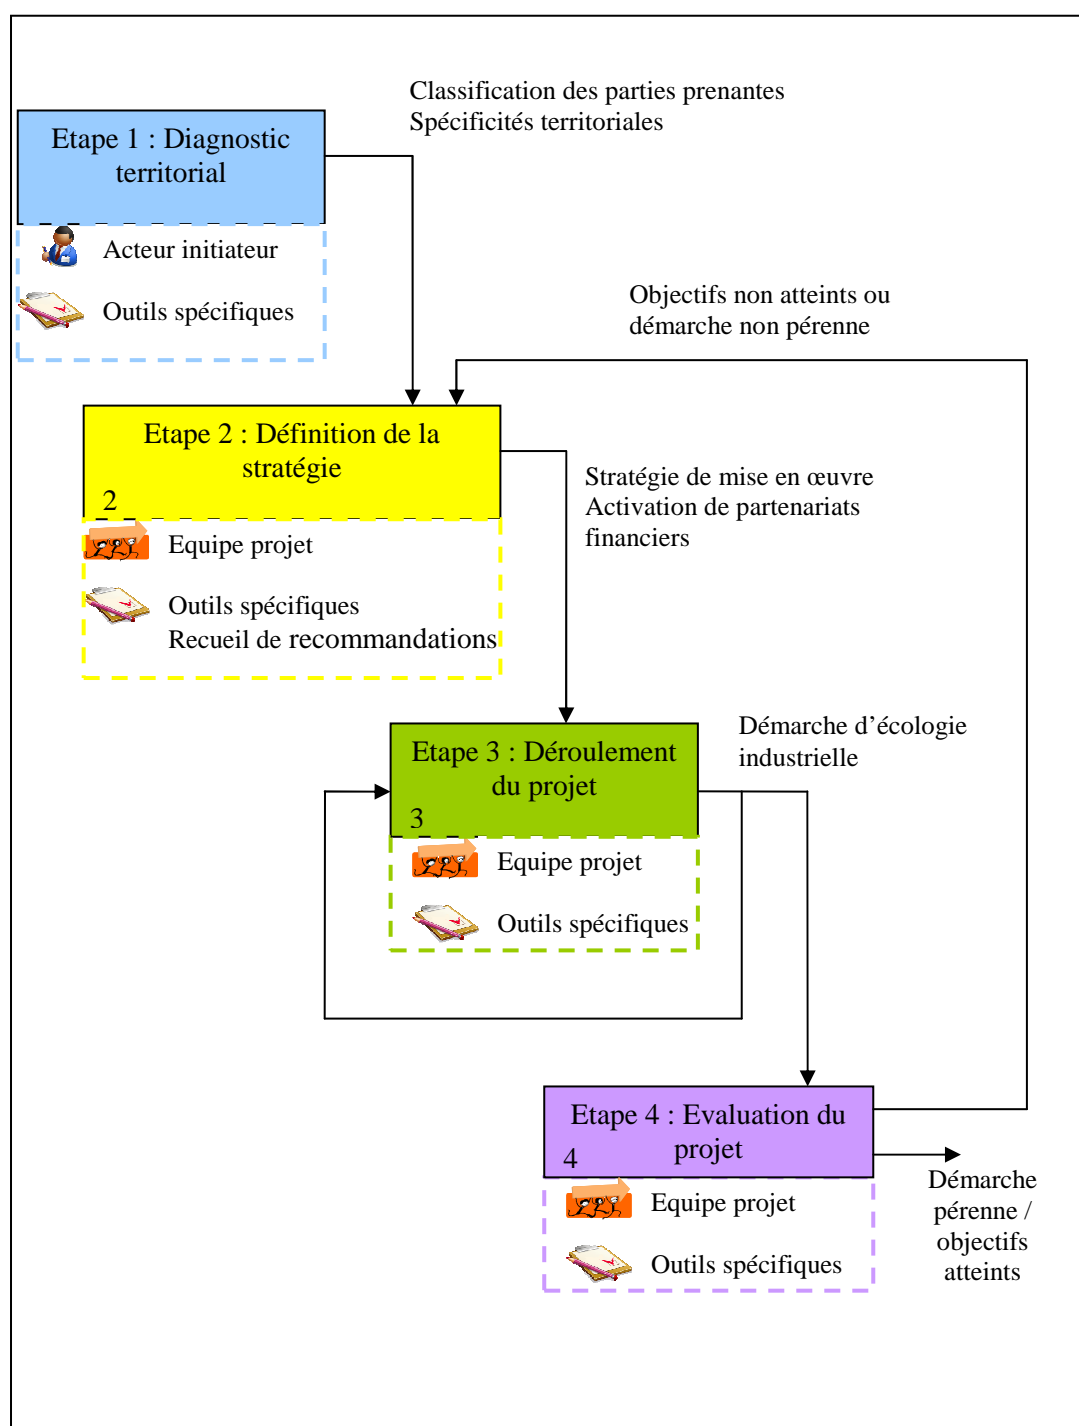 Classification des parties prenantes
Spécificités territoriales
Etape 1 : Diagnostic
territorial
Acteur initiateur
Outils spécifiques
Objectifs non atteints ou
démarche non pérenne
Etape 2 : Définition de la
stratégie
2
Stratégie de mise en œuvre
Activation de partenariats
financiers
Equipe projet
Outils spécifiques
Recueil de recommandations
Démarche d’écologie
industrielle
Etape 3 : Déroulement
du projet
3
Equipe projet
Outils spécifiques
Etape 4 : Evaluation du
projet
4
Démarche
pérenne /
objectifs
atteints
Equipe projet
Outils spécifiques